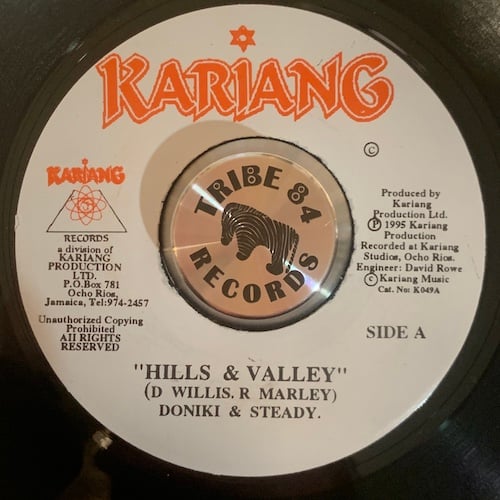 KARIANG
KARIANG
RECORDS
a division of
KARIANG
PRODUCTION
LTD.
P.O.Box 781
Ocho Rios,
Jamaica, Tel:974-2457
Unauthorized Copying
Prohibited
All RIGHTS
RESERVED
TRIBE 84
RECORDS
©
Produced by
Kariang
Production Ltd.
Ⓟ 1995 Kariang
Production
Recorded at Kariang
Studios, Ocho Rios.
Engineer: David Rowe
© Kariang Music
Cat. No: K049A
SIDE A
"HILLS & VALLEY"
(D WILLIS. R MARLEY)
DONIKI & STEADY.